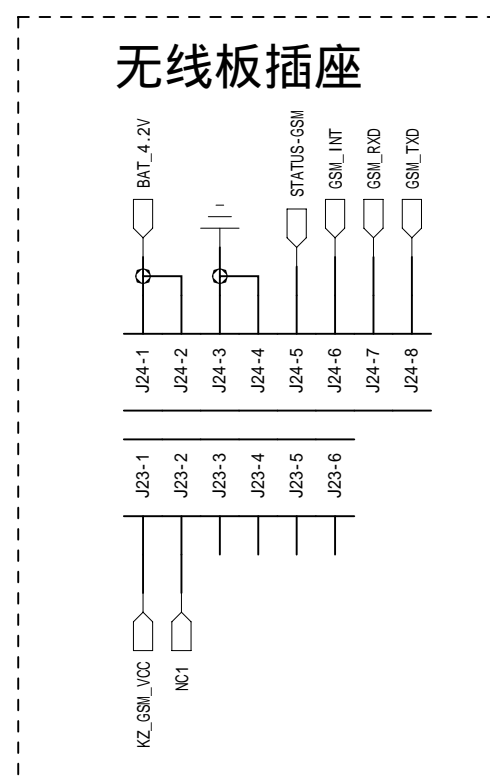 无线板插座
BAT_4.2V
STATUS-GSM
GSM_INT
GSM_RXD
GSM_TXD
J24-1
J24-2
J24-3
J24-4
J24-5
J24-6
J24-7
J24-8
J23-1
J23-2
J23-3
J23-4
J23-5
J23-6
KZ_GSM_VCC
NC1